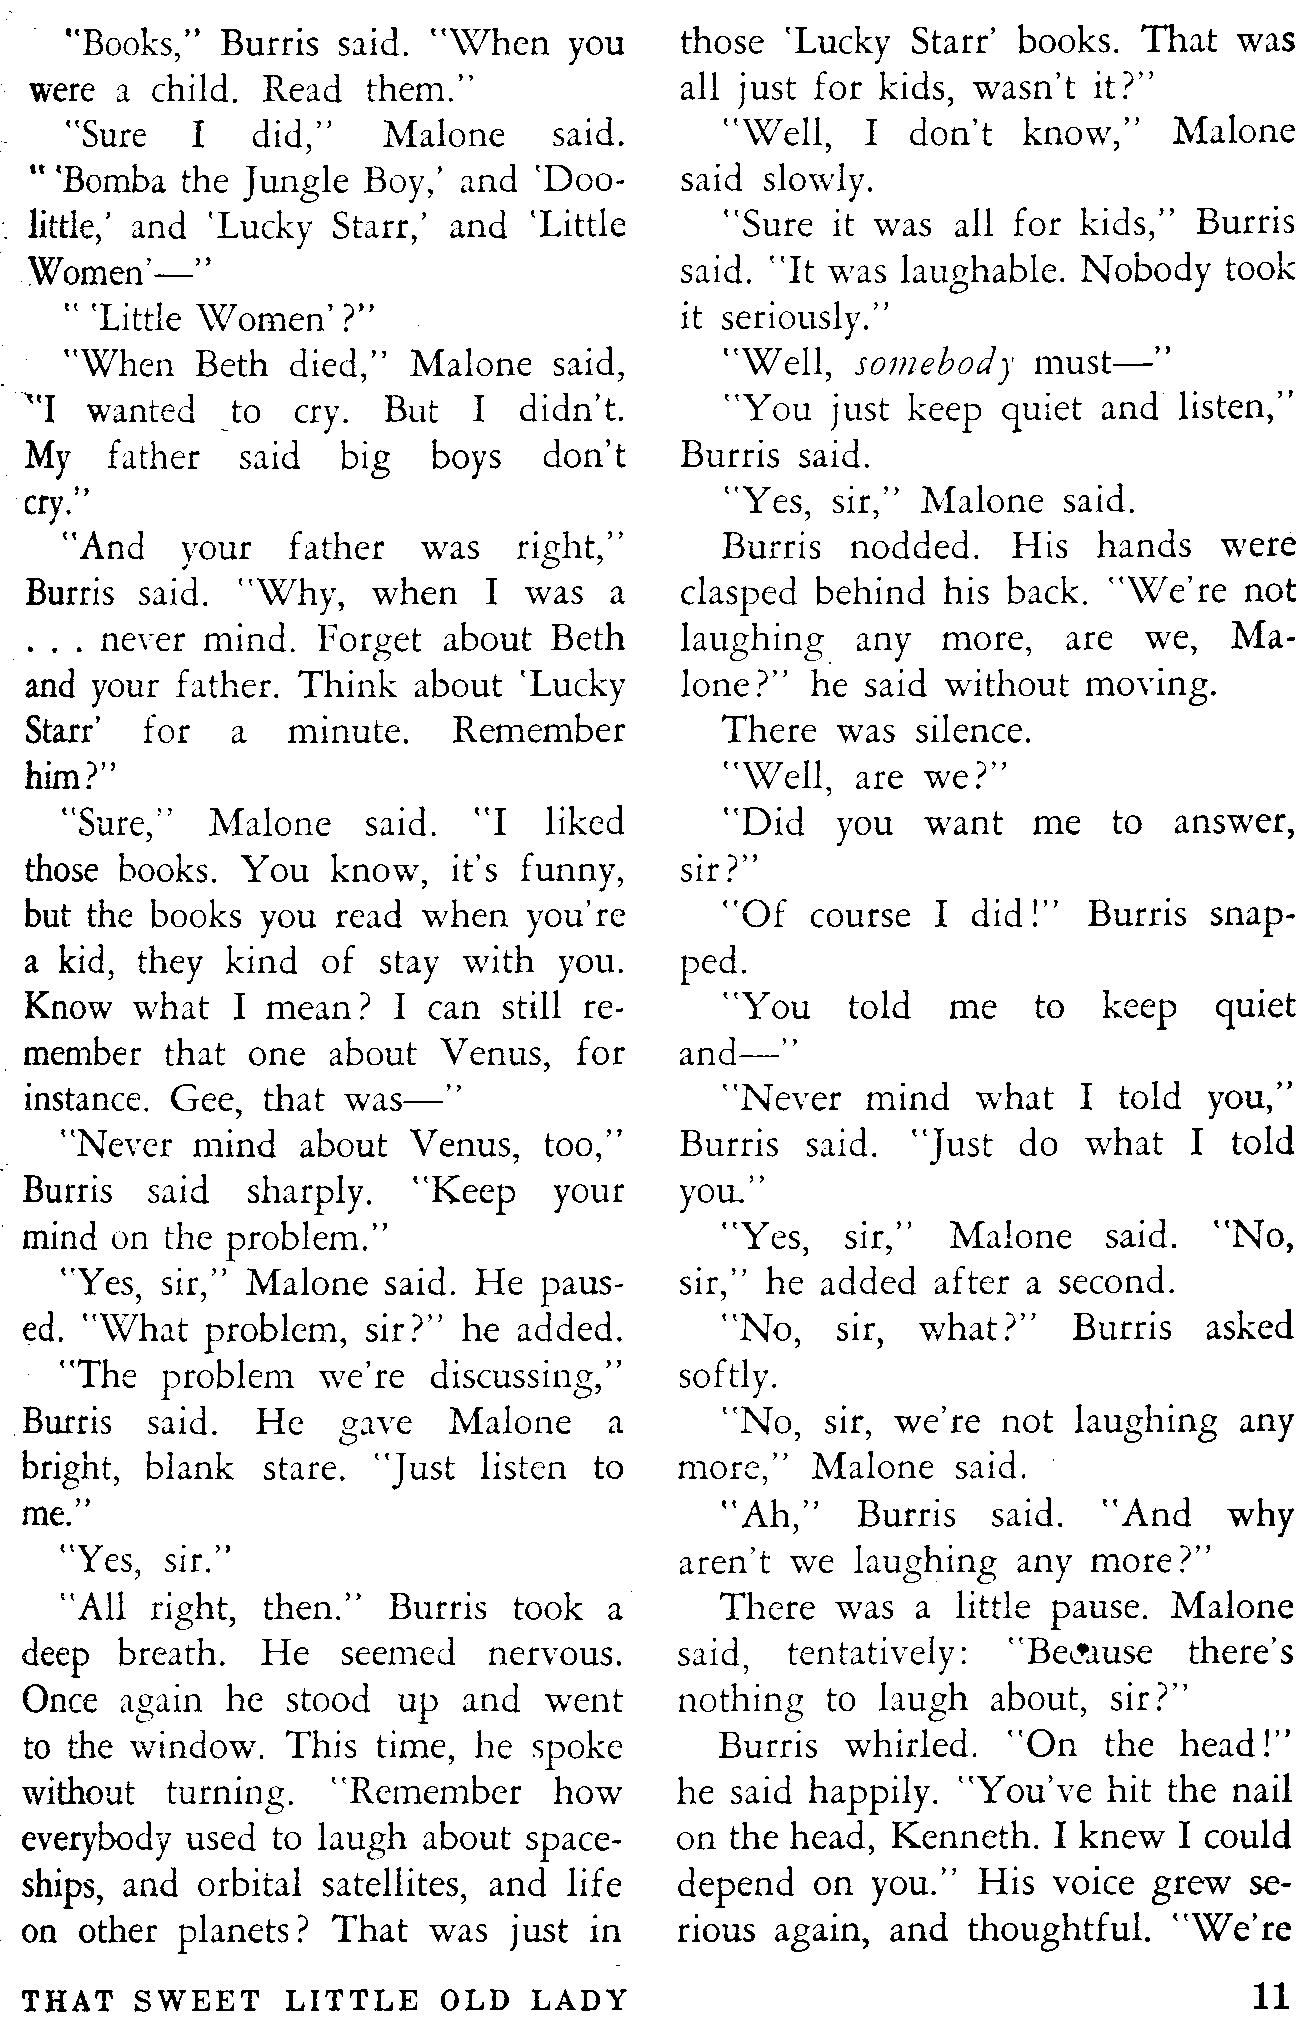 "Books," Burris said. "When you
were a child. Read them."
"Sure I did," Malone said.
" 'Bomba the Jungle Boy,' and 'Doo-
little,' and 'Lucky Starr,' and 'Little
Women'—"
" 'Little Women'?"
"When Beth died," Malone said,
"I wanted to cry. But I didn't.
My father said big boys don't
cry."
"And your father was right,"
Burris said. "Why, when I was a
. . . never mind. Forget about Beth
and your father. Think about 'Lucky
Starr' for a minute. Remember
him?"
"Sure," Malone said. "I liked
those books. You know, it's funny,
but the books you read when you're
a kid, they kind of stay with you.
Know what I mean? I can still re-
member that one about Venus, for
instance. Gee, that was—"
"Never mind about Venus, too,"
Burris said sharply. "Keep your
mind on the problem."
"Yes, sir," Malone said. He paus-
ed. "What problem, sir?" he added.
"The problem we're discussing,"
Burris said. He gave Malone a
bright, blank stare. "Just listen to
me."
"Yes, sir."
"All right, then." Burris took a
deep breath. He seemed nervous.
Once again he stood up and went
to the window. This time, he spoke
without turning. "Remember how
everybody used to laugh about space-
ships, and orbital satellites, and life
on other planets? That was just in
those 'Lucky Starr' books. That was
all just for kids, wasn't it?"
"Well, I don't know," Malone
said slowly.
"Sure it was all for kids," Burris
said. "It was laughable. Nobody took
it seriously."
"Well, somebody must—"
"You just keep quiet and listen,"
Burris said.
"Yes, sir," Malone said.
Burris nodded. His hands were
clasped behind his back. "We're not
laughing any more, are we, Ma-
lone?" he said without moving.
There was silence.
"Well, are we?"
"Did you want me to answer,
sir?"
"Of course I did!" Burris snap-
ped.
"You told me to keep quiet
and—"
"Never mind what I told you,"
Burris said. "Just do what I told
you."
"Yes, sir," Malone said. "No,
sir," he added after a second.
"No, sir, what?" Burris asked
softly.
"No, sir, we're not laughing any
more," Malone said.
"Ah," Burris said. "And why
aren't we laughing any more?"
There was a little pause. Malone
said, tentatively: "Because there's
nothing to laugh about, sir?"
Burris whirled. "On the head!"
he said happily. "You've hit the nail
on the head, Kenneth. I knew I could
depend on you." His voice grew se-
rious again, and thoughtful. "We're
THAT SWEET LITTLE OLD LADY
11